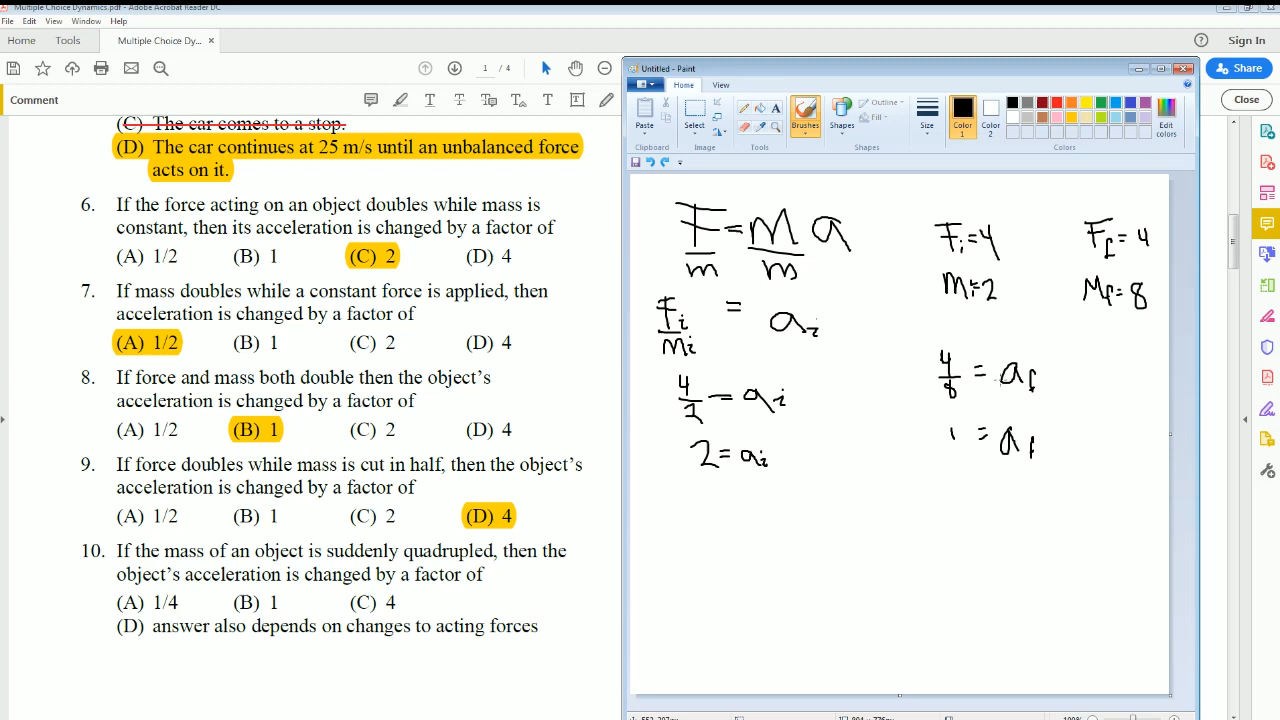 Multiple Choice Dynamics.pdf - Adobe Acrobat Reader DC
File Edit View Window Help
Home Tools Multiple Choice Dy... × Sign In
1 / 4 Share
Comment Close
(C) The car comes to a stop.
(D) The car continues at 25 m/s until an unbalanced force
acts on it.
6. If the force acting on an object doubles while mass is
constant, then its acceleration is changed by a factor of
(A) 1/2 (B) 1 (C) 2 (D) 4
7. If mass doubles while a constant force is applied, then
acceleration is changed by a factor of
(A) 1/2 (B) 1 (C) 2 (D) 4
8. If force and mass both double then the object's
acceleration is changed by a factor of
(A) 1/2 (B) 1 (C) 2 (D) 4
9. If force doubles while mass is cut in half, then the object's
acceleration is changed by a factor of
(A) 1/2 (B) 1 (C) 2 (D) 4
10. If the mass of an object is suddenly quadrupled, then the
object's acceleration is changed by a factor of
(A) 1/4 (B) 1 (C) 4
(D) answer also depends on changes to acting forces
Untitled - Paint
Home View
Paste Select Brushes Shapes Outline Fill Size Color 1 Color 2 Edit colors
Clipboard Image Tools Shapes Colors
F = M a
m m
Fi = ai
mi
4/2 = ai
2 = ai
Fi = 4
Mi = 2
Ff = 4
Mf = 8
4/8 = af
= af
100%